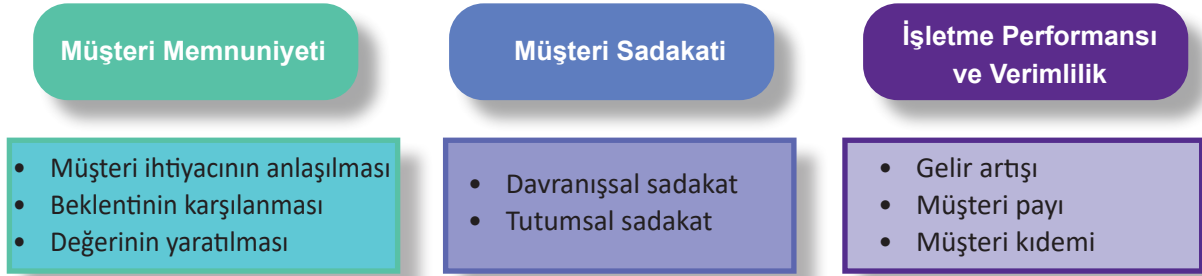 Müşteri Memnuniyeti
• Müşteri ihtiyacının anlaşılması
• Beklentinin karşılanması
• Değerinin yaratılması
Müşteri Sadakati
• Davranışsal sadakat
• Tutumsal sadakat
İşletme Performansı
ve Verimlilik
• Gelir artışı
• Müşteri payı
• Müşteri kıdemi